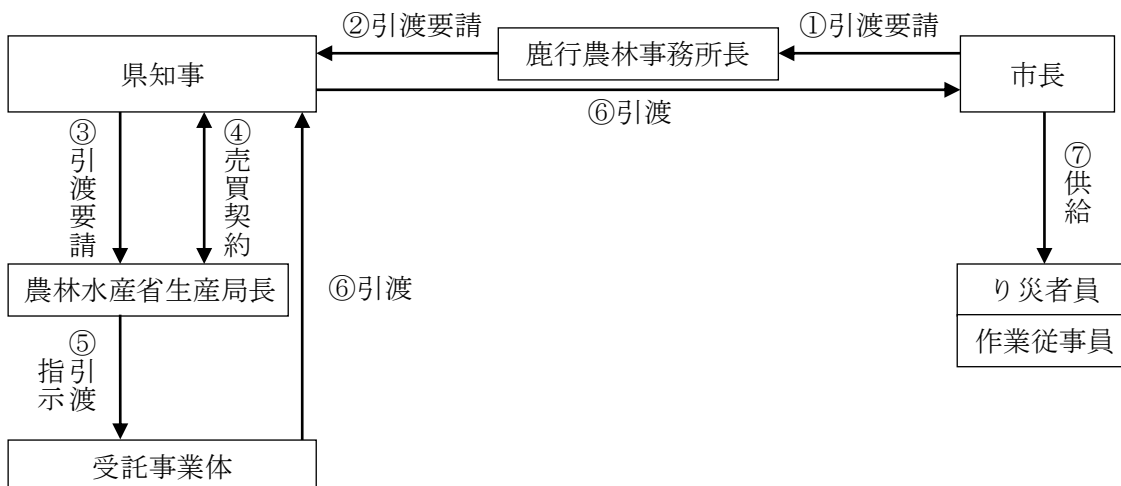 ②引渡要請
①引渡要請
県知事
鹿行農林事務所長
市長
⑥引渡
③引渡要請
④売買契約
⑦供給
農林水産省生産局長
⑥引渡
り災者員
作業従事員
⑤引渡
指示
受託事業体